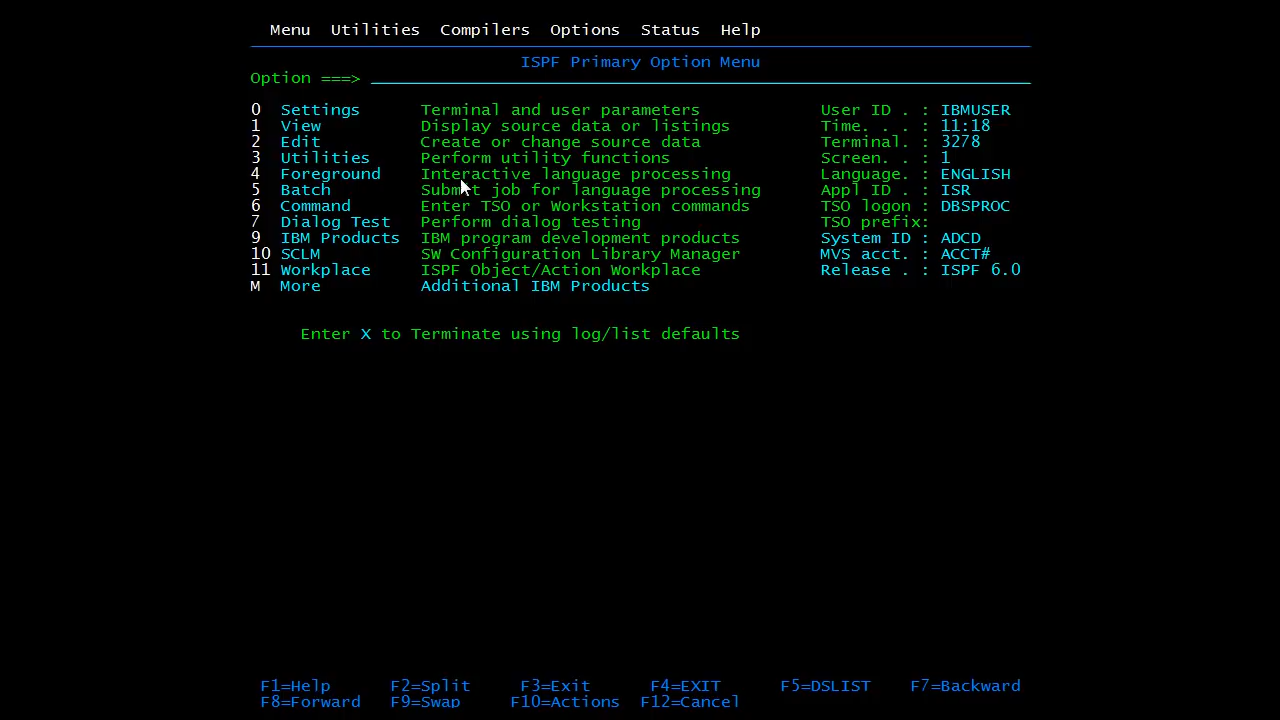 Menu  Utilities  Compilers  Options  Status  Help
ISPF Primary Option Menu
Option ===>
0  Settings  Terminal and user parameters  User ID . : IBMUSER
1  View  Display source data or listings  Time. . . : 11:18
2  Edit  Create or change source data  Terminal. : 3278
3  Utilities  Perform utility functions  Screen. . : 1
4  Foreground  Interactive language processing  Language. : ENGLISH
5  Batch  Submit job for language processing  Appl ID . : ISR
6  Command  Enter TSO or Workstation commands  TSO logon : DBSPROC
7  Dialog Test  Perform dialog testing  TSO prefix:
9  IBM Products  IBM program development products  System ID : ADCD
10 SCLM  SW Configuration Library Manager  MVS acct. : ACCT#
11 Workplace  ISPF Object/Action Workplace  Release . : ISPF 6.0
M  More  Additional IBM Products
Enter X to Terminate using log/list defaults
F1=Help  F2=Split  F3=Exit  F4=EXIT  F5=DSLIST  F7=Backward
F8=Forward  F9=Swap  F10=Actions  F12=Cancel